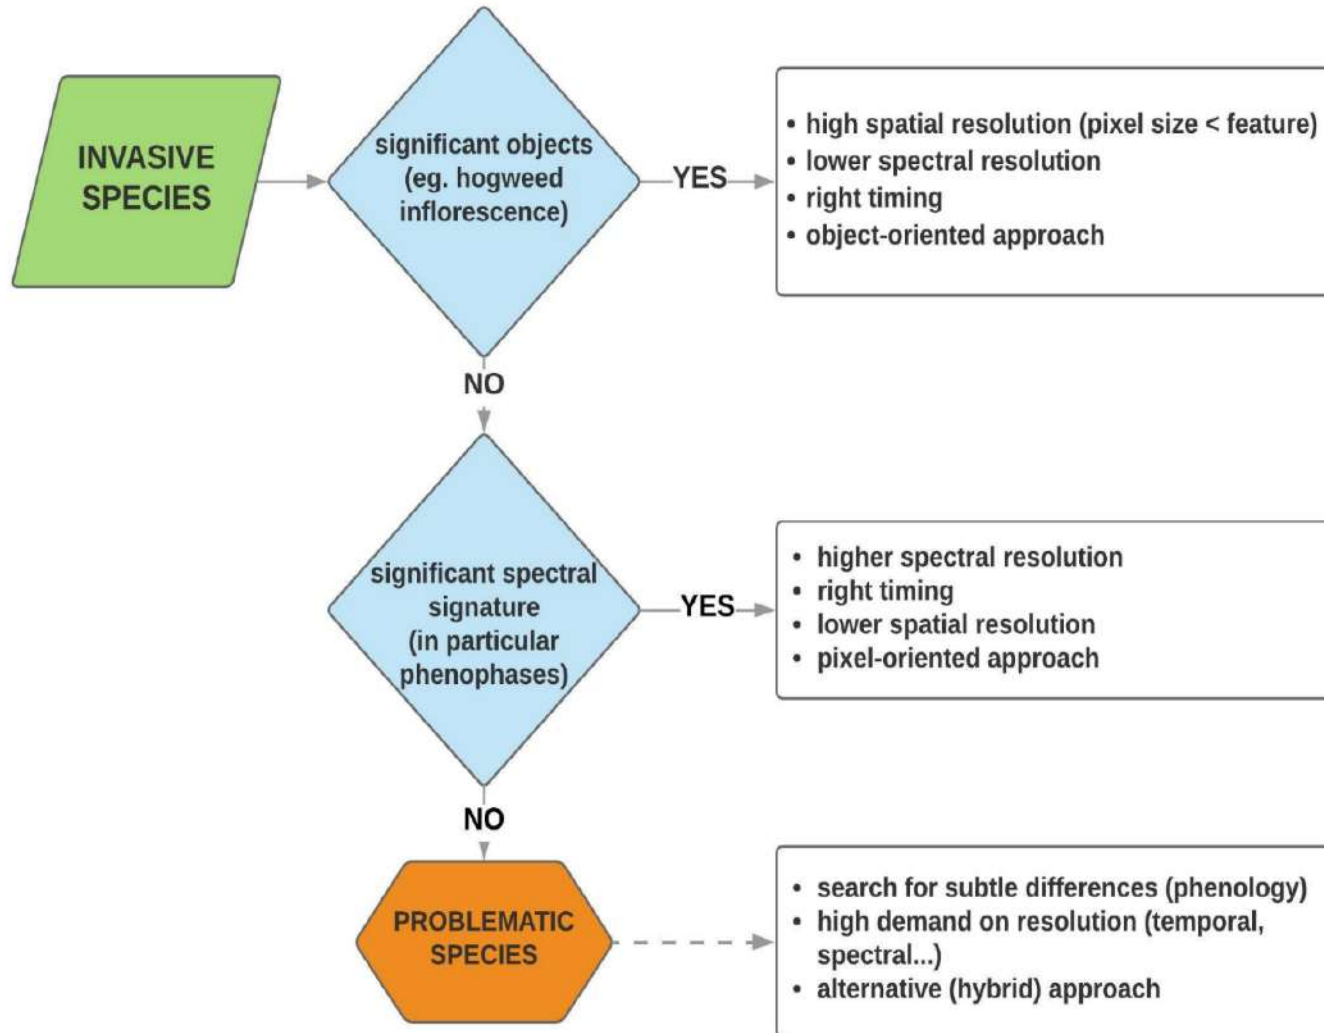 INVASIVE
SPECIES
significant objects
(eg. hogweed
inflorescence)
YES
• high spatial resolution (pixel size < feature)
• lower spectral resolution
• right timing
• object-oriented approach
NO
significant spectral
signature
(in particular
phenophases)
YES
• higher spectral resolution
• right timing
• lower spatial resolution
• pixel-oriented approach
NO
PROBLEMATIC
SPECIES
• search for subtle differences (phenology)
• high demand on resolution (temporal,
spectral...)
• alternative (hybrid) approach